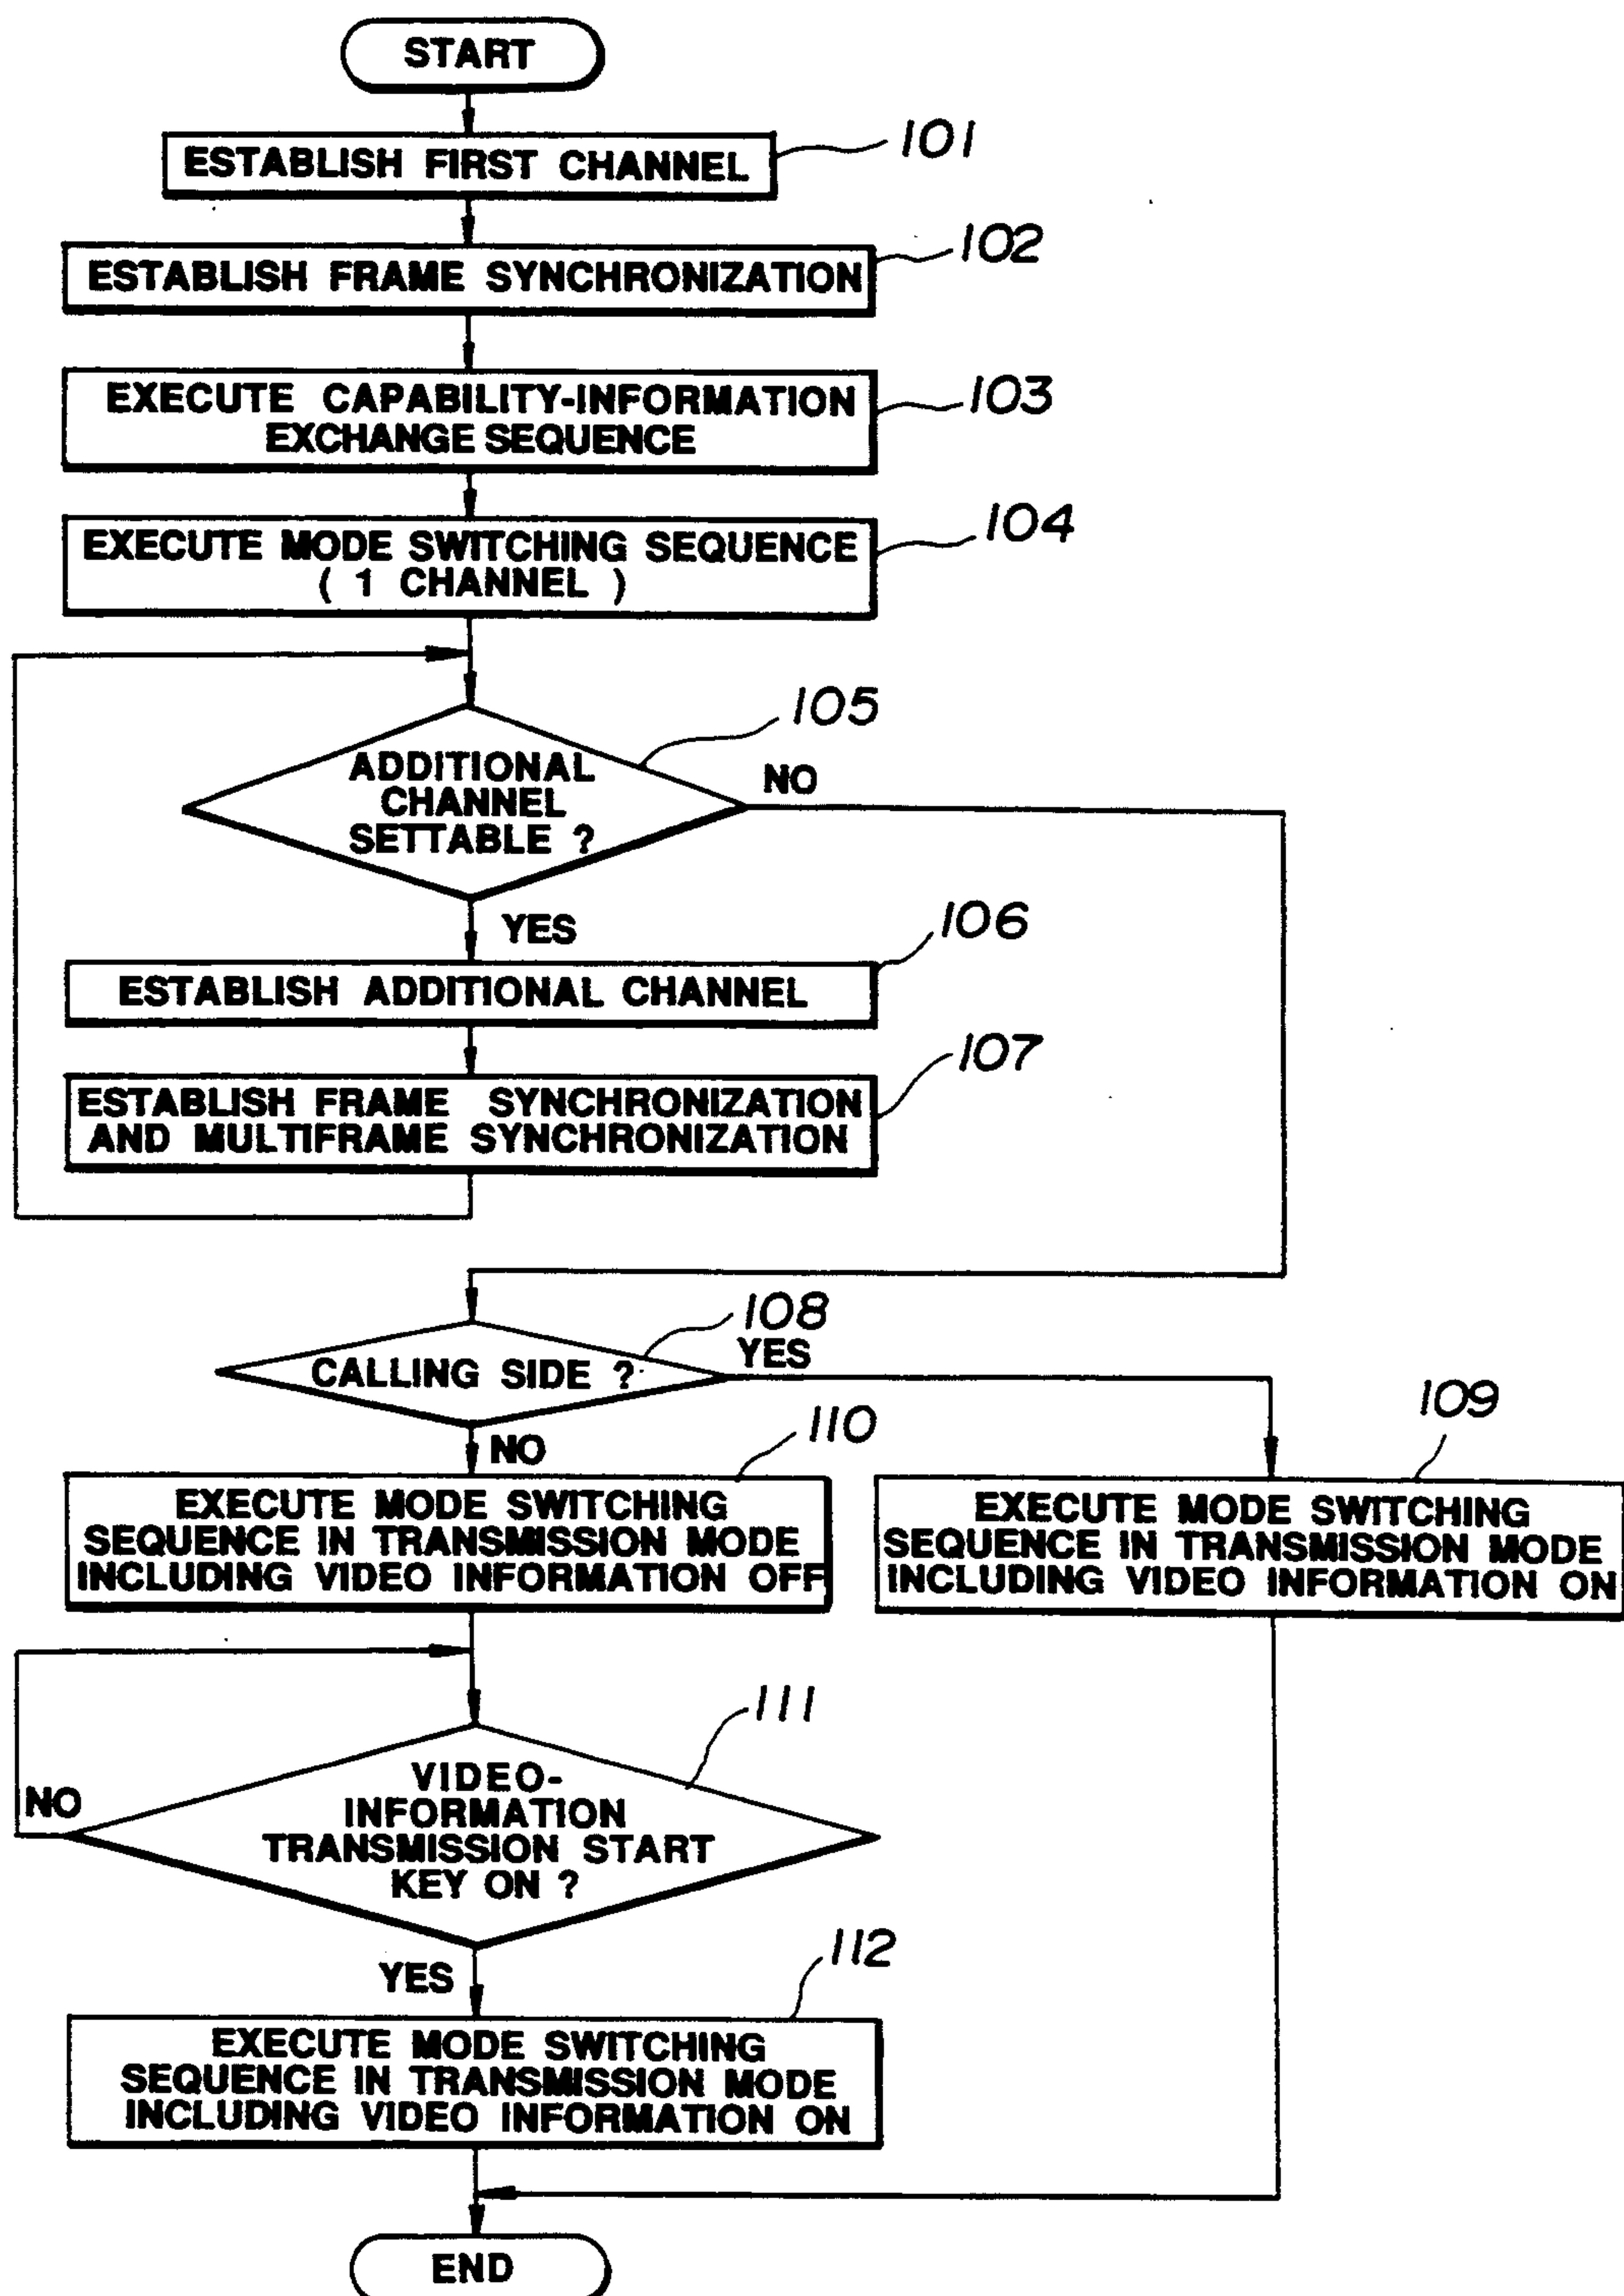 START
ESTABLISH FIRST CHANNEL
101
ESTABLISH FRAME SYNCHRONIZATION
102
EXECUTE CAPABILITY-INFORMATION
EXCHANGE SEQUENCE
103
EXECUTE MODE SWITCHING SEQUENCE
( 1 CHANNEL )
104
ADDITIONAL
CHANNEL
SETTABLE ?
105
NO
YES
ESTABLISH ADDITIONAL CHANNEL
106
ESTABLISH FRAME SYNCHRONIZATION
AND MULTIFRAME SYNCHRONIZATION
107
CALLING SIDE ?
108
YES
NO
EXECUTE MODE SWITCHING
SEQUENCE IN TRANSMISSION MODE
INCLUDING VIDEO INFORMATION OFF
110
EXECUTE MODE SWITCHING
SEQUENCE IN TRANSMISSION MODE
INCLUDING VIDEO INFORMATION ON
109
VIDEO-
INFORMATION
TRANSMISSION START
KEY ON ?
111
NO
YES
EXECUTE MODE SWITCHING
SEQUENCE IN TRANSMISSION MODE
INCLUDING VIDEO INFORMATION ON
112
END